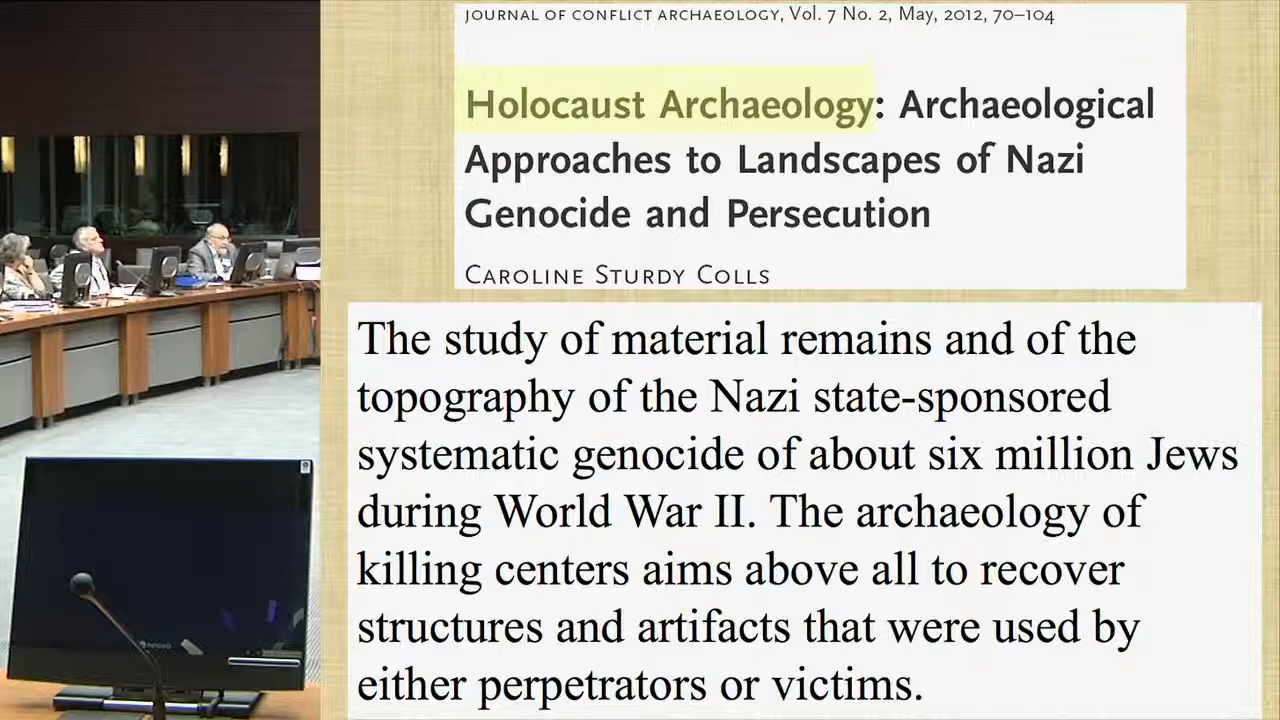 JOURNAL OF CONFLICT ARCHAEOLOGY, Vol. 7 No. 2, May, 2012, 70–104
Holocaust Archaeology: Archaeological
Approaches to Landscapes of Nazi
Genocide and Persecution
CAROLINE STURDY COLLS
The study of material remains and of the
topography of the Nazi state-sponsored
systematic genocide of about six million Jews
during World War II. The archaeology of
killing centers aims above all to recover
structures and artifacts that were used by
either perpetrators or victims.